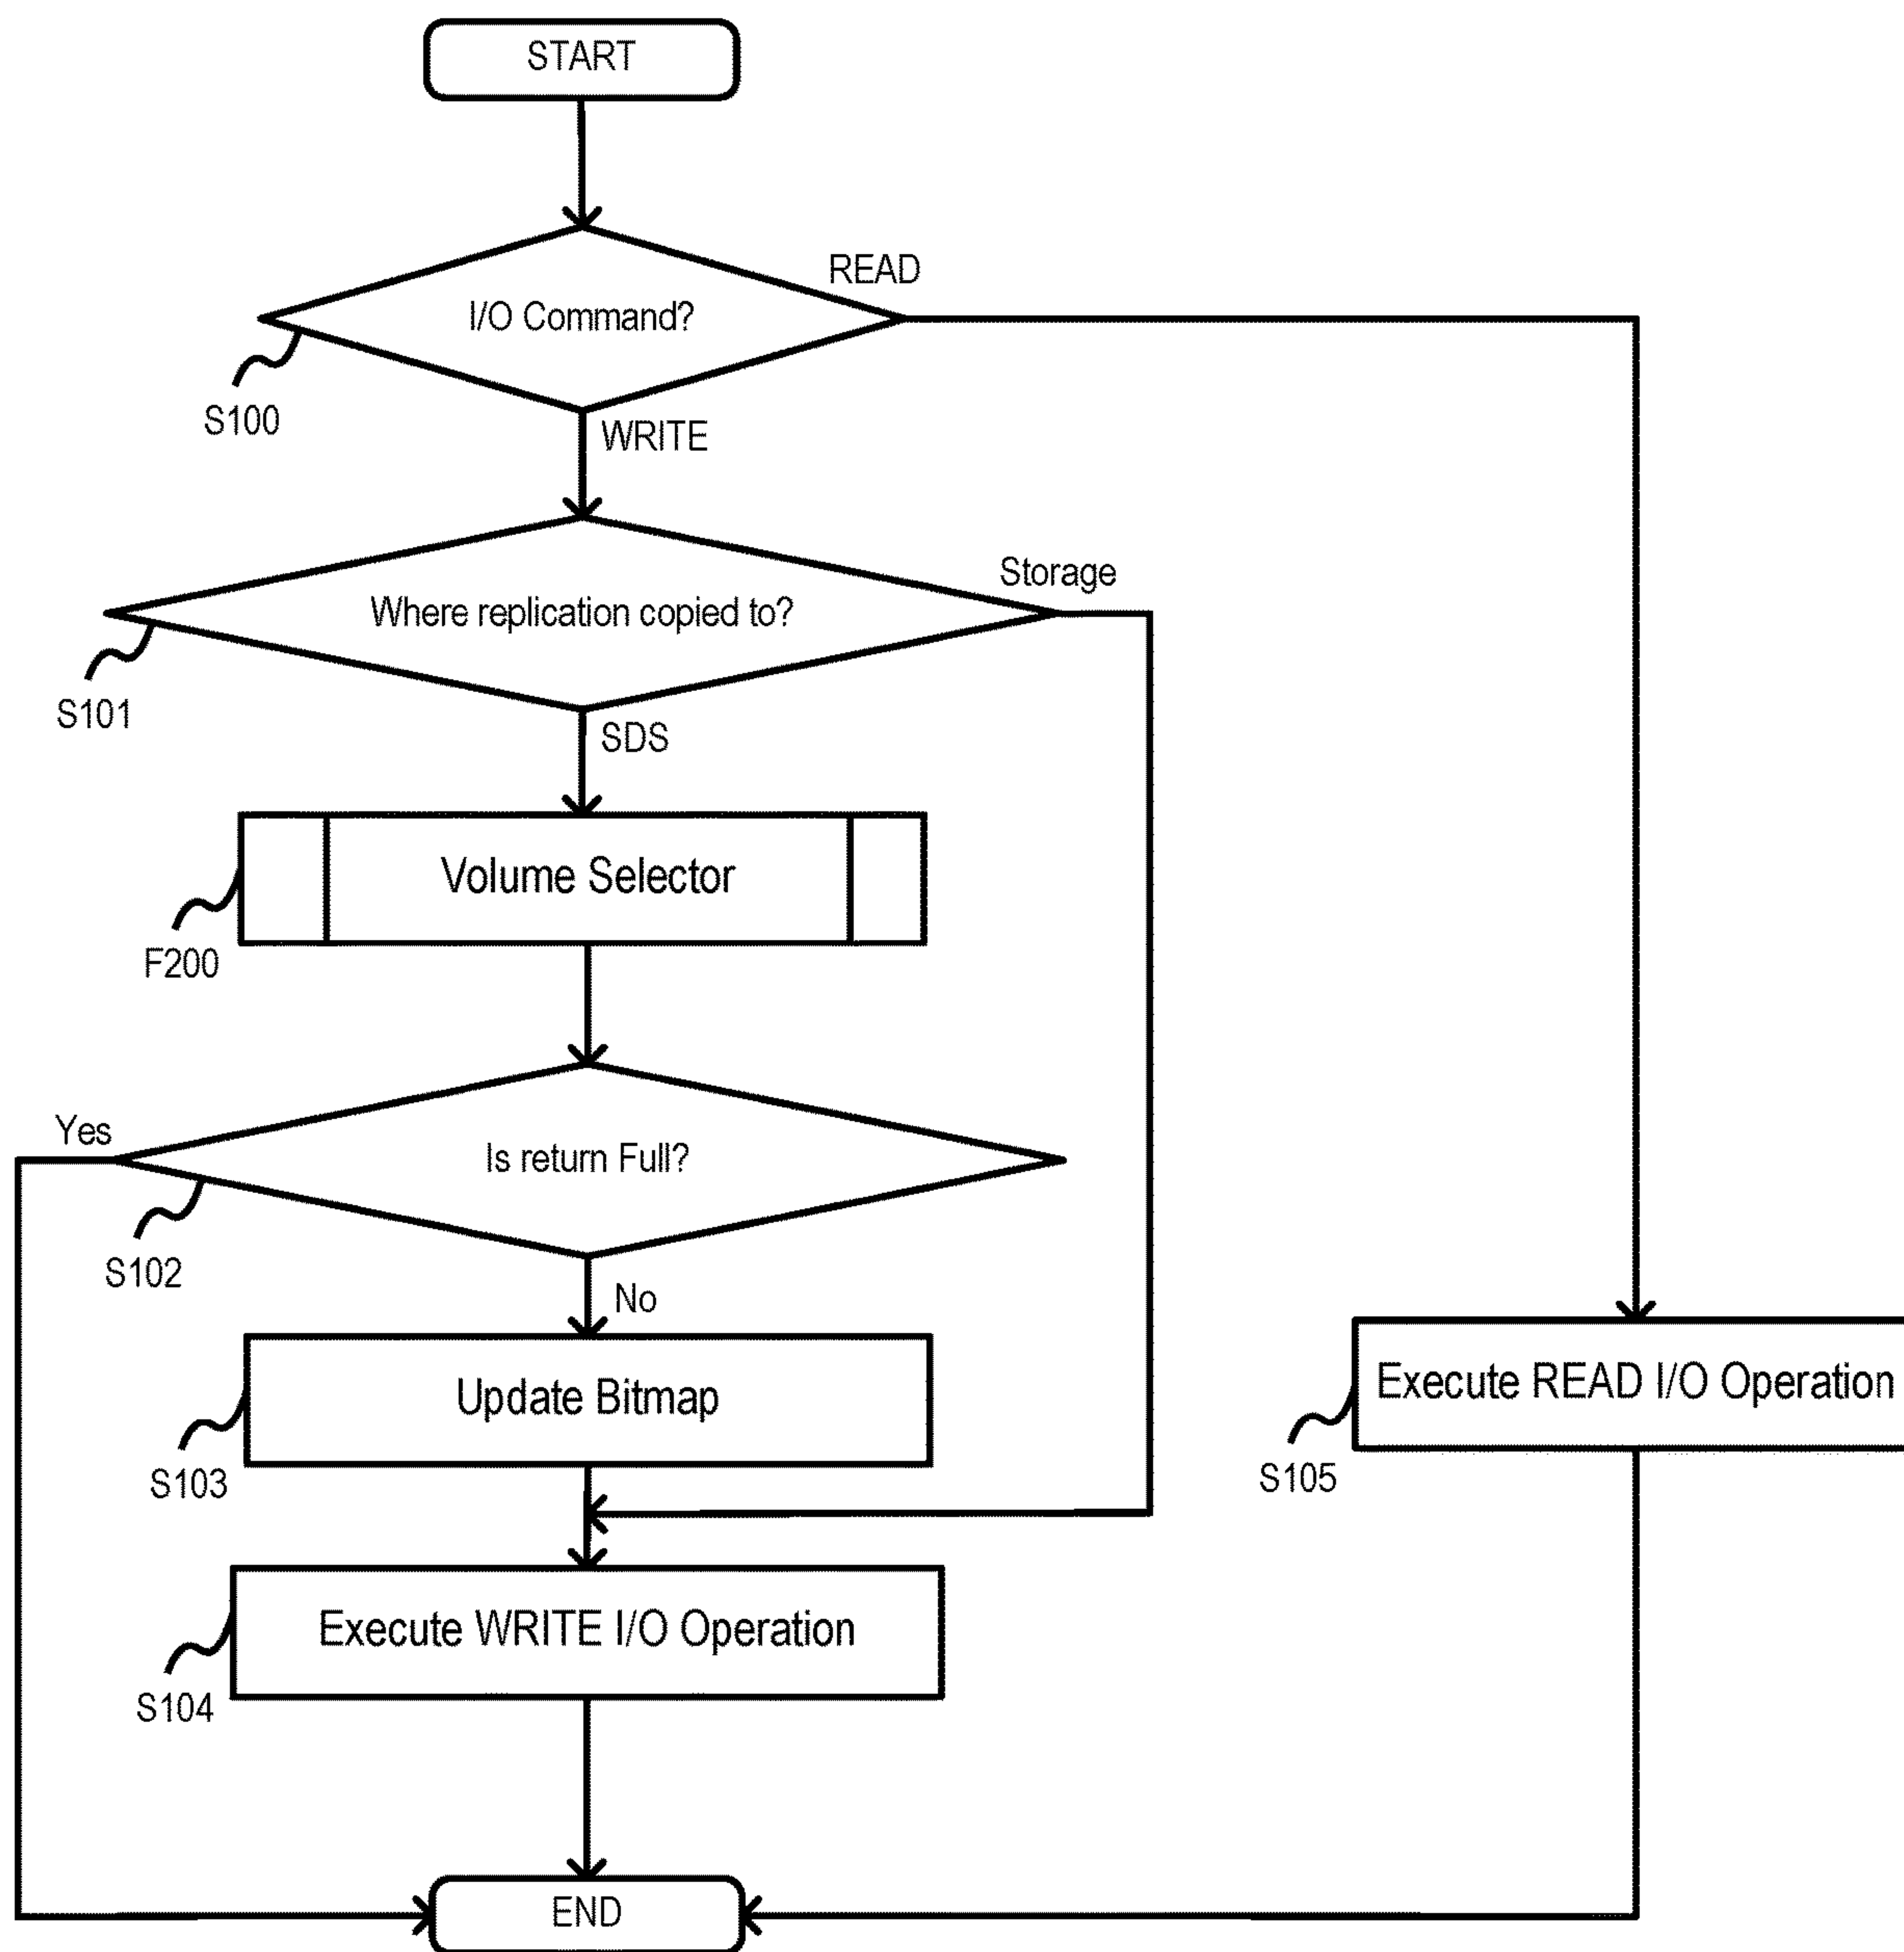 START
READ
I/O Command?
S100
WRITE
Storage
Where replication copied to?
S101
SDS
Volume Selector
F200
Yes
Is return Full?
S102
No
Update Bitmap
Execute READ I/O Operation
S103
S105
Execute WRITE I/O Operation
S104
END